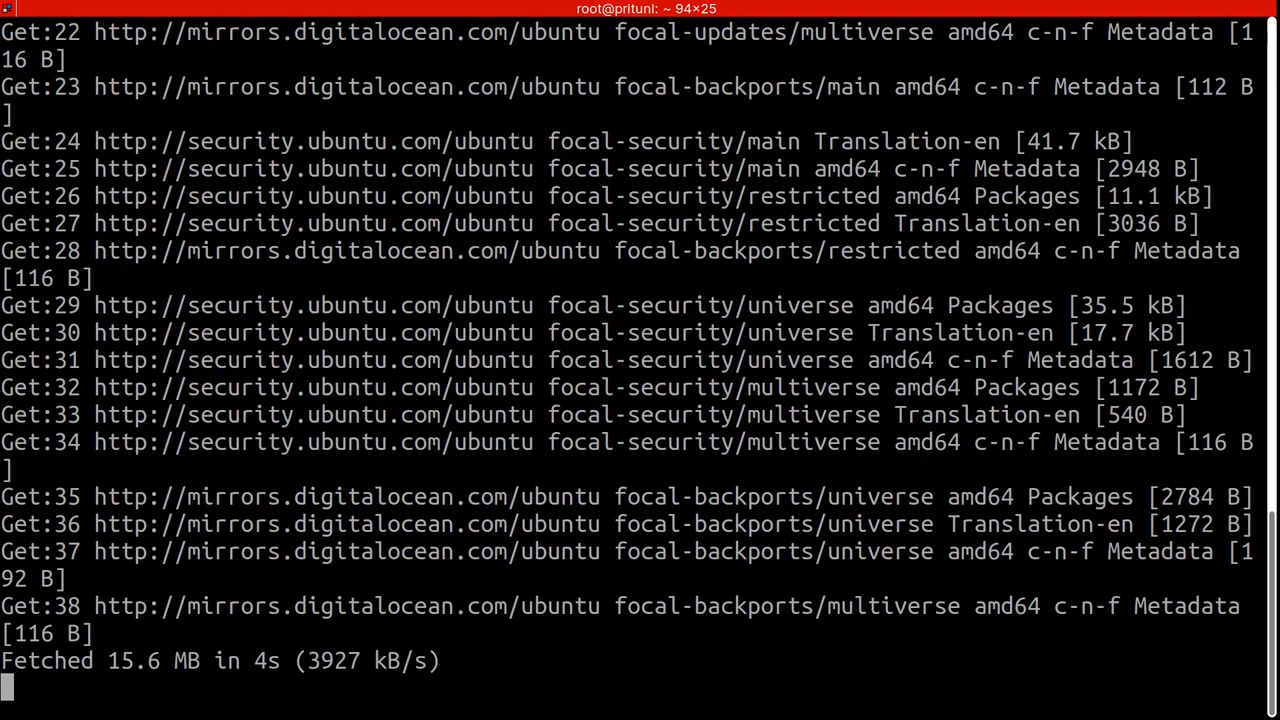 root@pritunl: ~ 94×25
Get:22 http://mirrors.digitalocean.com/ubuntu focal-updates/multiverse amd64 c-n-f Metadata [1
16 B]
Get:23 http://mirrors.digitalocean.com/ubuntu focal-backports/main amd64 c-n-f Metadata [112 B
]
Get:24 http://security.ubuntu.com/ubuntu focal-security/main Translation-en [41.7 kB]
Get:25 http://security.ubuntu.com/ubuntu focal-security/main amd64 c-n-f Metadata [2948 B]
Get:26 http://security.ubuntu.com/ubuntu focal-security/restricted amd64 Packages [11.1 kB]
Get:27 http://security.ubuntu.com/ubuntu focal-security/restricted Translation-en [3036 B]
Get:28 http://mirrors.digitalocean.com/ubuntu focal-backports/restricted amd64 c-n-f Metadata
[116 B]
Get:29 http://security.ubuntu.com/ubuntu focal-security/universe amd64 Packages [35.5 kB]
Get:30 http://security.ubuntu.com/ubuntu focal-security/universe Translation-en [17.7 kB]
Get:31 http://security.ubuntu.com/ubuntu focal-security/universe amd64 c-n-f Metadata [1612 B]
Get:32 http://security.ubuntu.com/ubuntu focal-security/multiverse amd64 Packages [1172 B]
Get:33 http://security.ubuntu.com/ubuntu focal-security/multiverse Translation-en [540 B]
Get:34 http://security.ubuntu.com/ubuntu focal-security/multiverse amd64 c-n-f Metadata [116 B
]
Get:35 http://mirrors.digitalocean.com/ubuntu focal-backports/universe amd64 Packages [2784 B]
Get:36 http://mirrors.digitalocean.com/ubuntu focal-backports/universe Translation-en [1272 B]
Get:37 http://mirrors.digitalocean.com/ubuntu focal-backports/universe amd64 c-n-f Metadata [1
92 B]
Get:38 http://mirrors.digitalocean.com/ubuntu focal-backports/multiverse amd64 c-n-f Metadata
[116 B]
Fetched 15.6 MB in 4s (3927 kB/s)